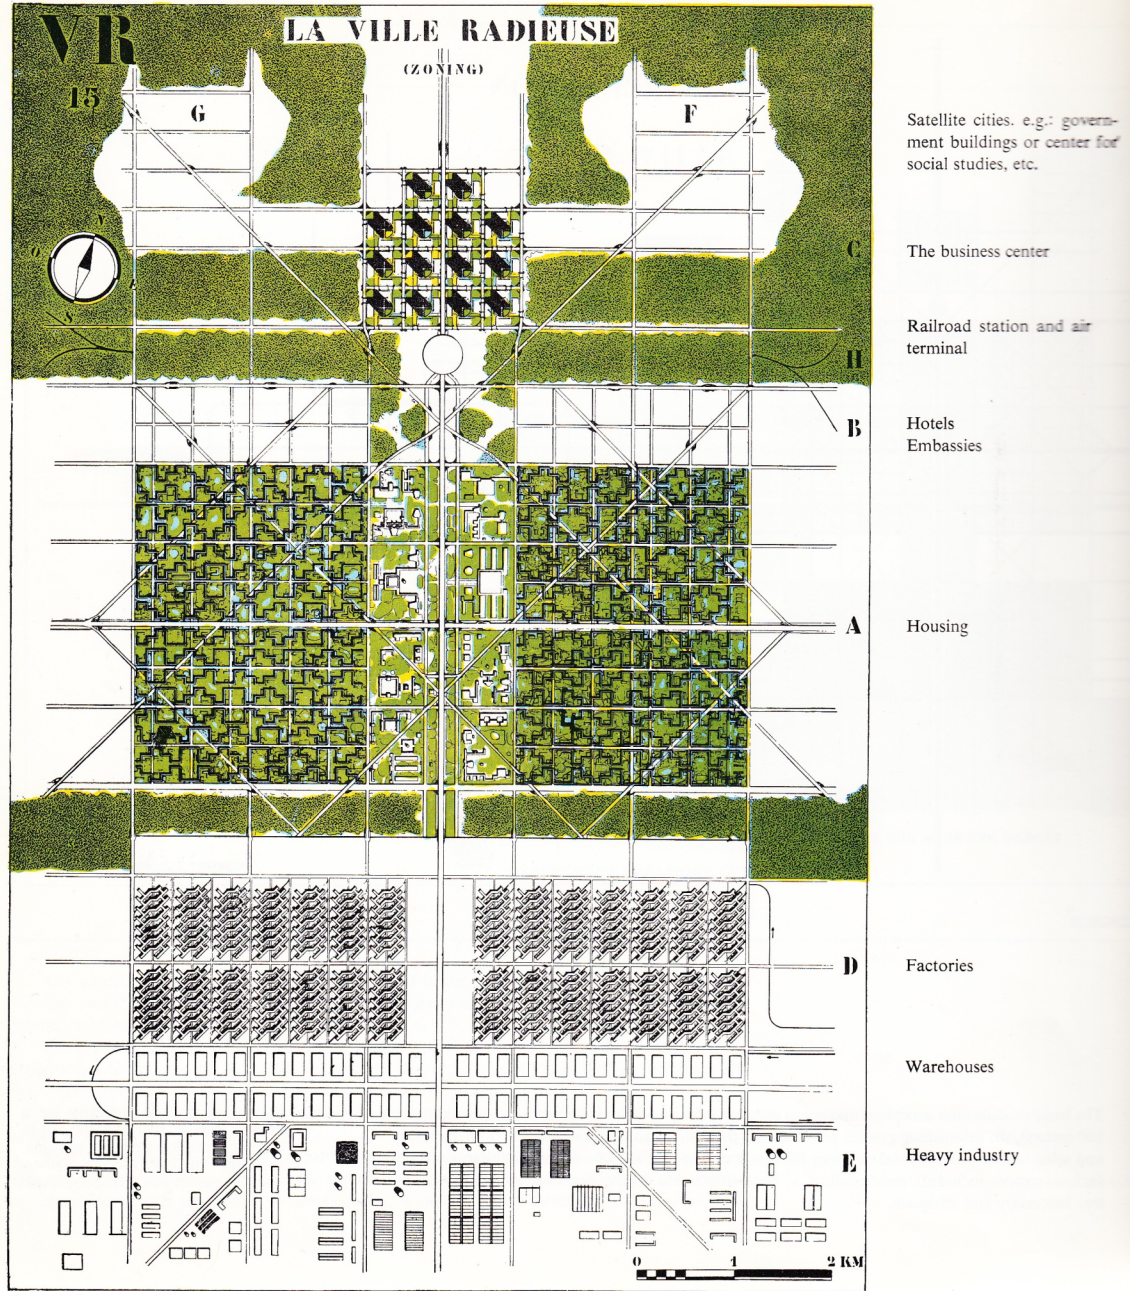 VR
LA VILLE RADIEUSE
(ZONING)
15
G
F
Satellite cities. e.g.: govern-
ment buildings or center for
social studies, etc.
N
O
E
S
C
The business center
H
Railroad station and air
terminal
B
Hotels
Embassies
A
Housing
D
Factories
Warehouses
E
Heavy industry
0 1 2 KM